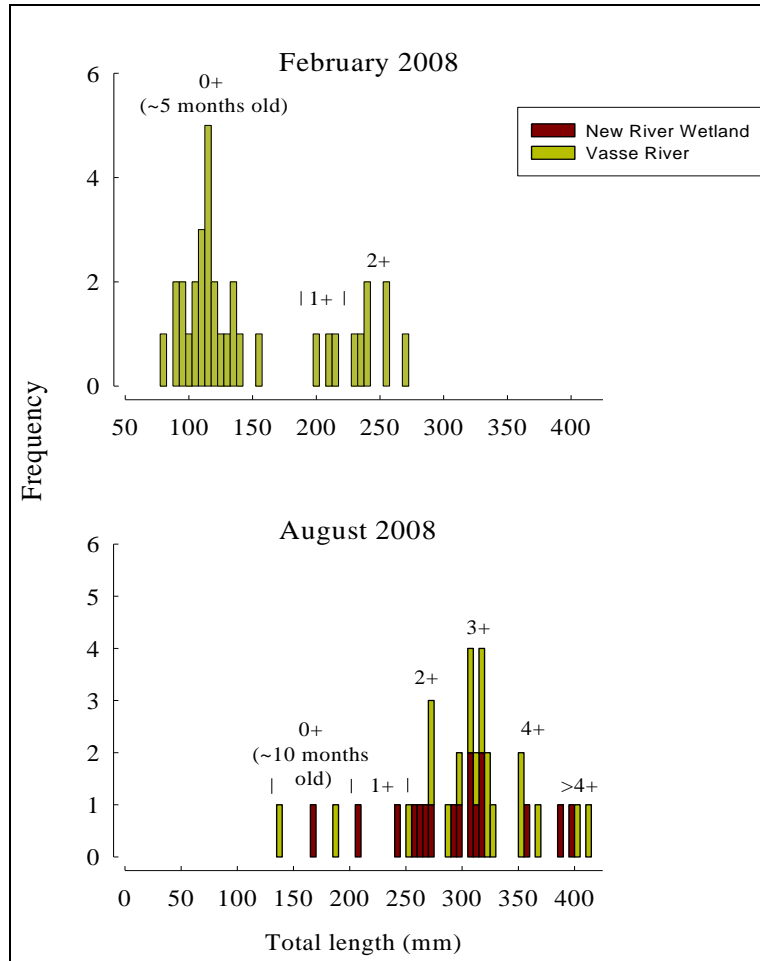 February 2008
6
0+
(~5 months old)
New River Wetland
Vasse River
4
2+
2
| 1+ |
0
50 100 150 200 250 300 350 400
Frequency
August 2008
6
5
3+
4
2+
3
0+
4+
2
(~10 months
old)
| | 1+ | >4+
1
0
0 50 100 150 200 250 300 350 400
Total length (mm)